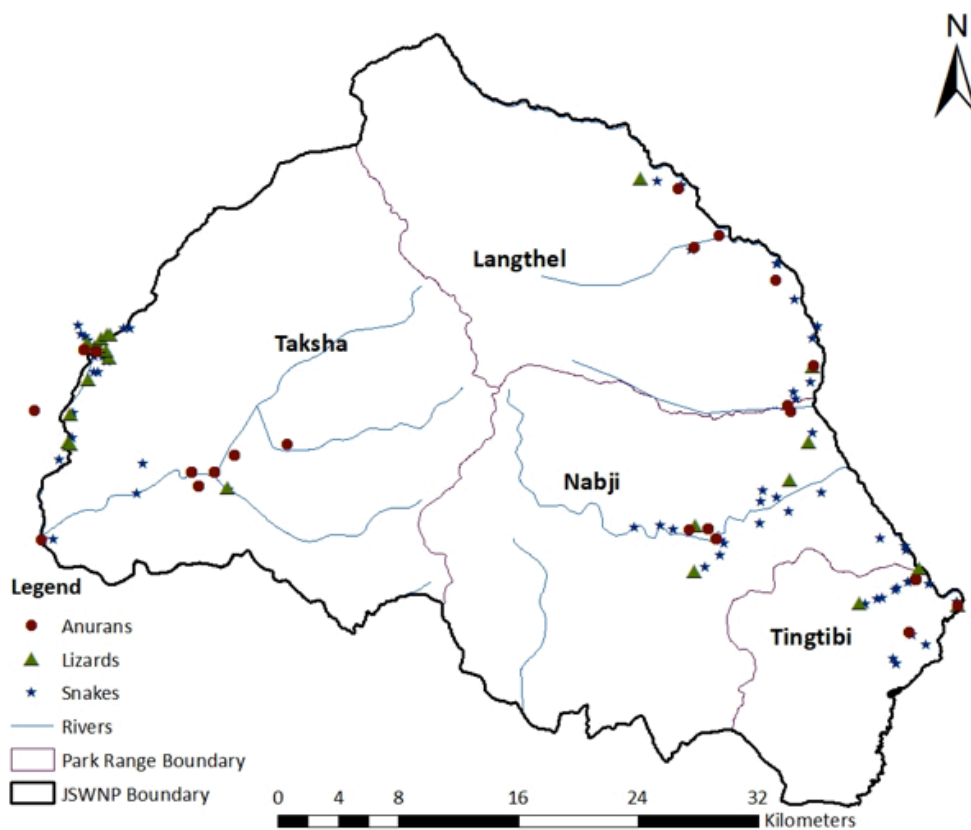 N
Langthel
Taksha
Nabji
Tingtibi
Legend
Anurans
Lizards
Snakes
Rivers
Park Range Boundary
JSWNP Boundary
0 4 8 16 24 32
Kilometers